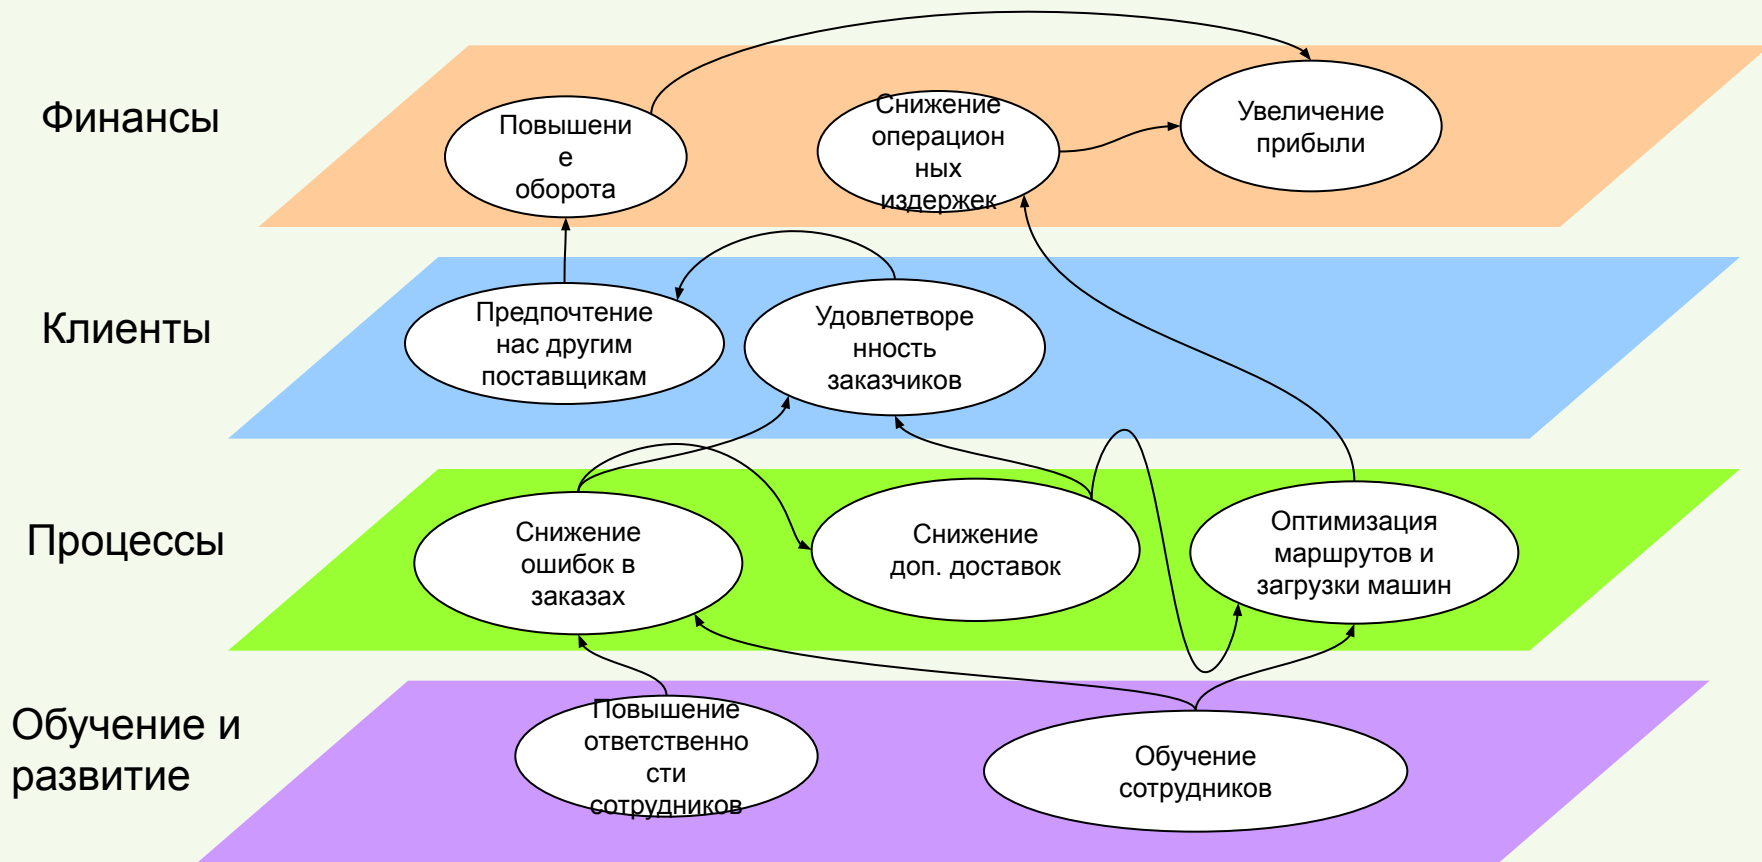 Финансы
Повышени
е
оборота
Снижение
операцион
ных
издержек
Увеличение
прибыли
Клиенты
Предпочтение
нас другим
поставщикам
Удовлетворе
нность
заказчиков
Процессы
Снижение
ошибок в
заказах
Снижение
доп. доставок
Оптимизация
маршрутов и
загрузки машин
Обучение и
развитие
Повышение
ответственно
сти
сотрудников
Обучение
сотрудников